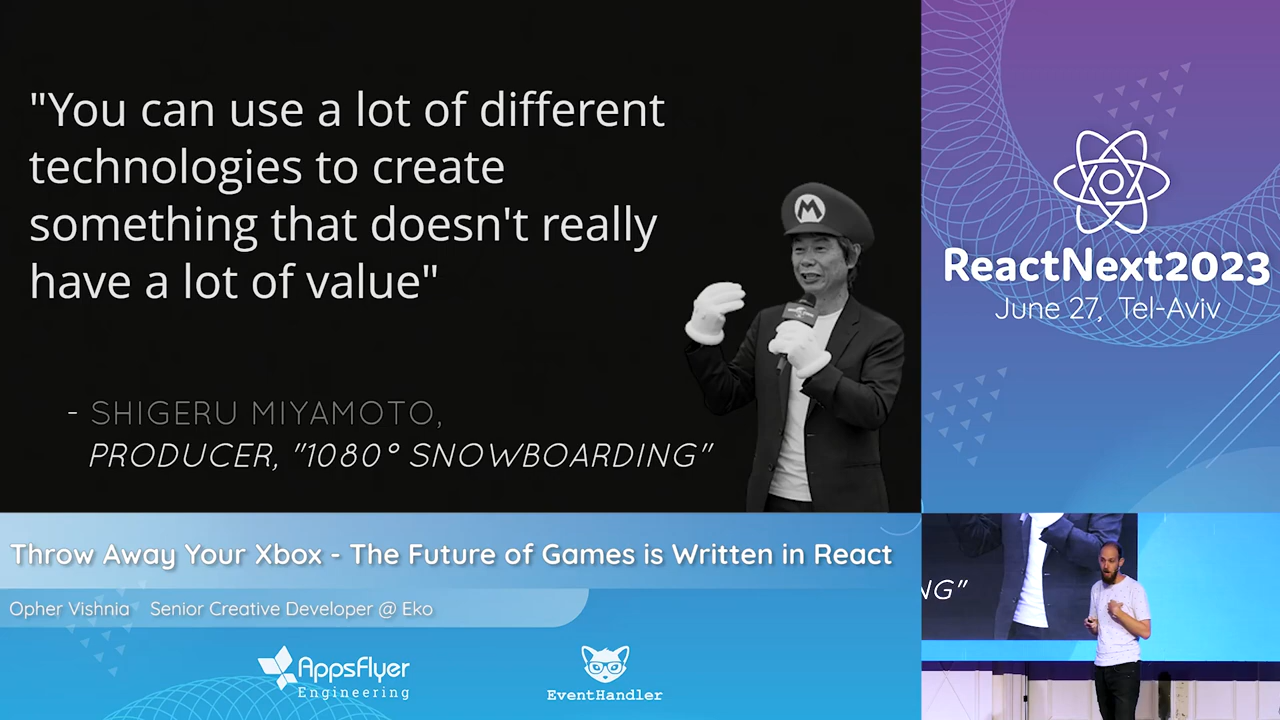 "You can use a lot of different
technologies to create
something that doesn't really
have a lot of value"
- SHIGERU MIYAMOTO,
PRODUCER, "1080° SNOWBOARDING"
M
ReactNext2023
June 27, Tel-Aviv
Throw Away Your Xbox - The Future of Games is Written in React
Opher Vishnia Senior Creative Developer @ Eko
AppsFlyer
Engineering
EventHandler
NG"